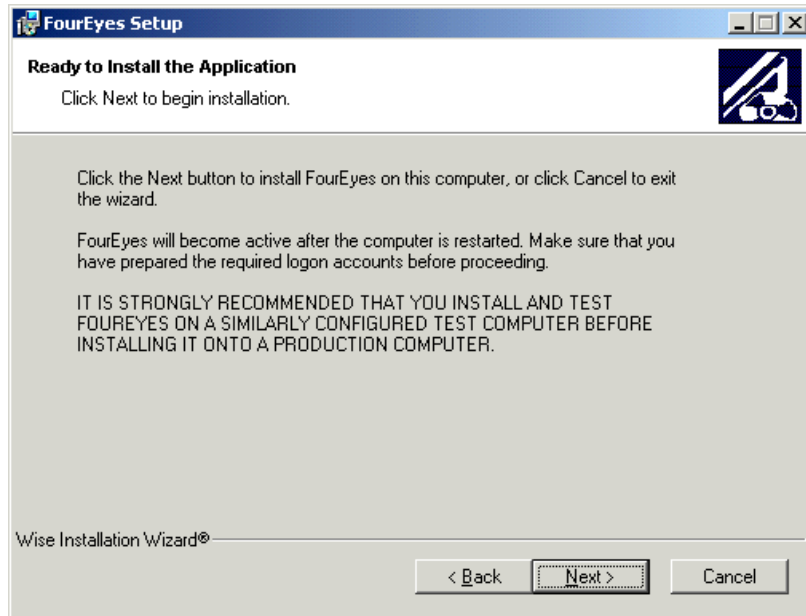 FourEyes Setup
Ready to Install the Application
Click Next to begin installation.
Click the Next button to install FourEyes on this computer, or click Cancel to exit
the wizard.
FourEyes will become active after the computer is restarted. Make sure that you
have prepared the required logon accounts before proceeding.
IT IS STRONGLY RECOMMENDED THAT YOU INSTALL AND TEST
FOUREYES ON A SIMILARLY CONFIGURED TEST COMPUTER BEFORE
INSTALLING IT ONTO A PRODUCTION COMPUTER.
Wise Installation Wizard®
< Back Next > Cancel